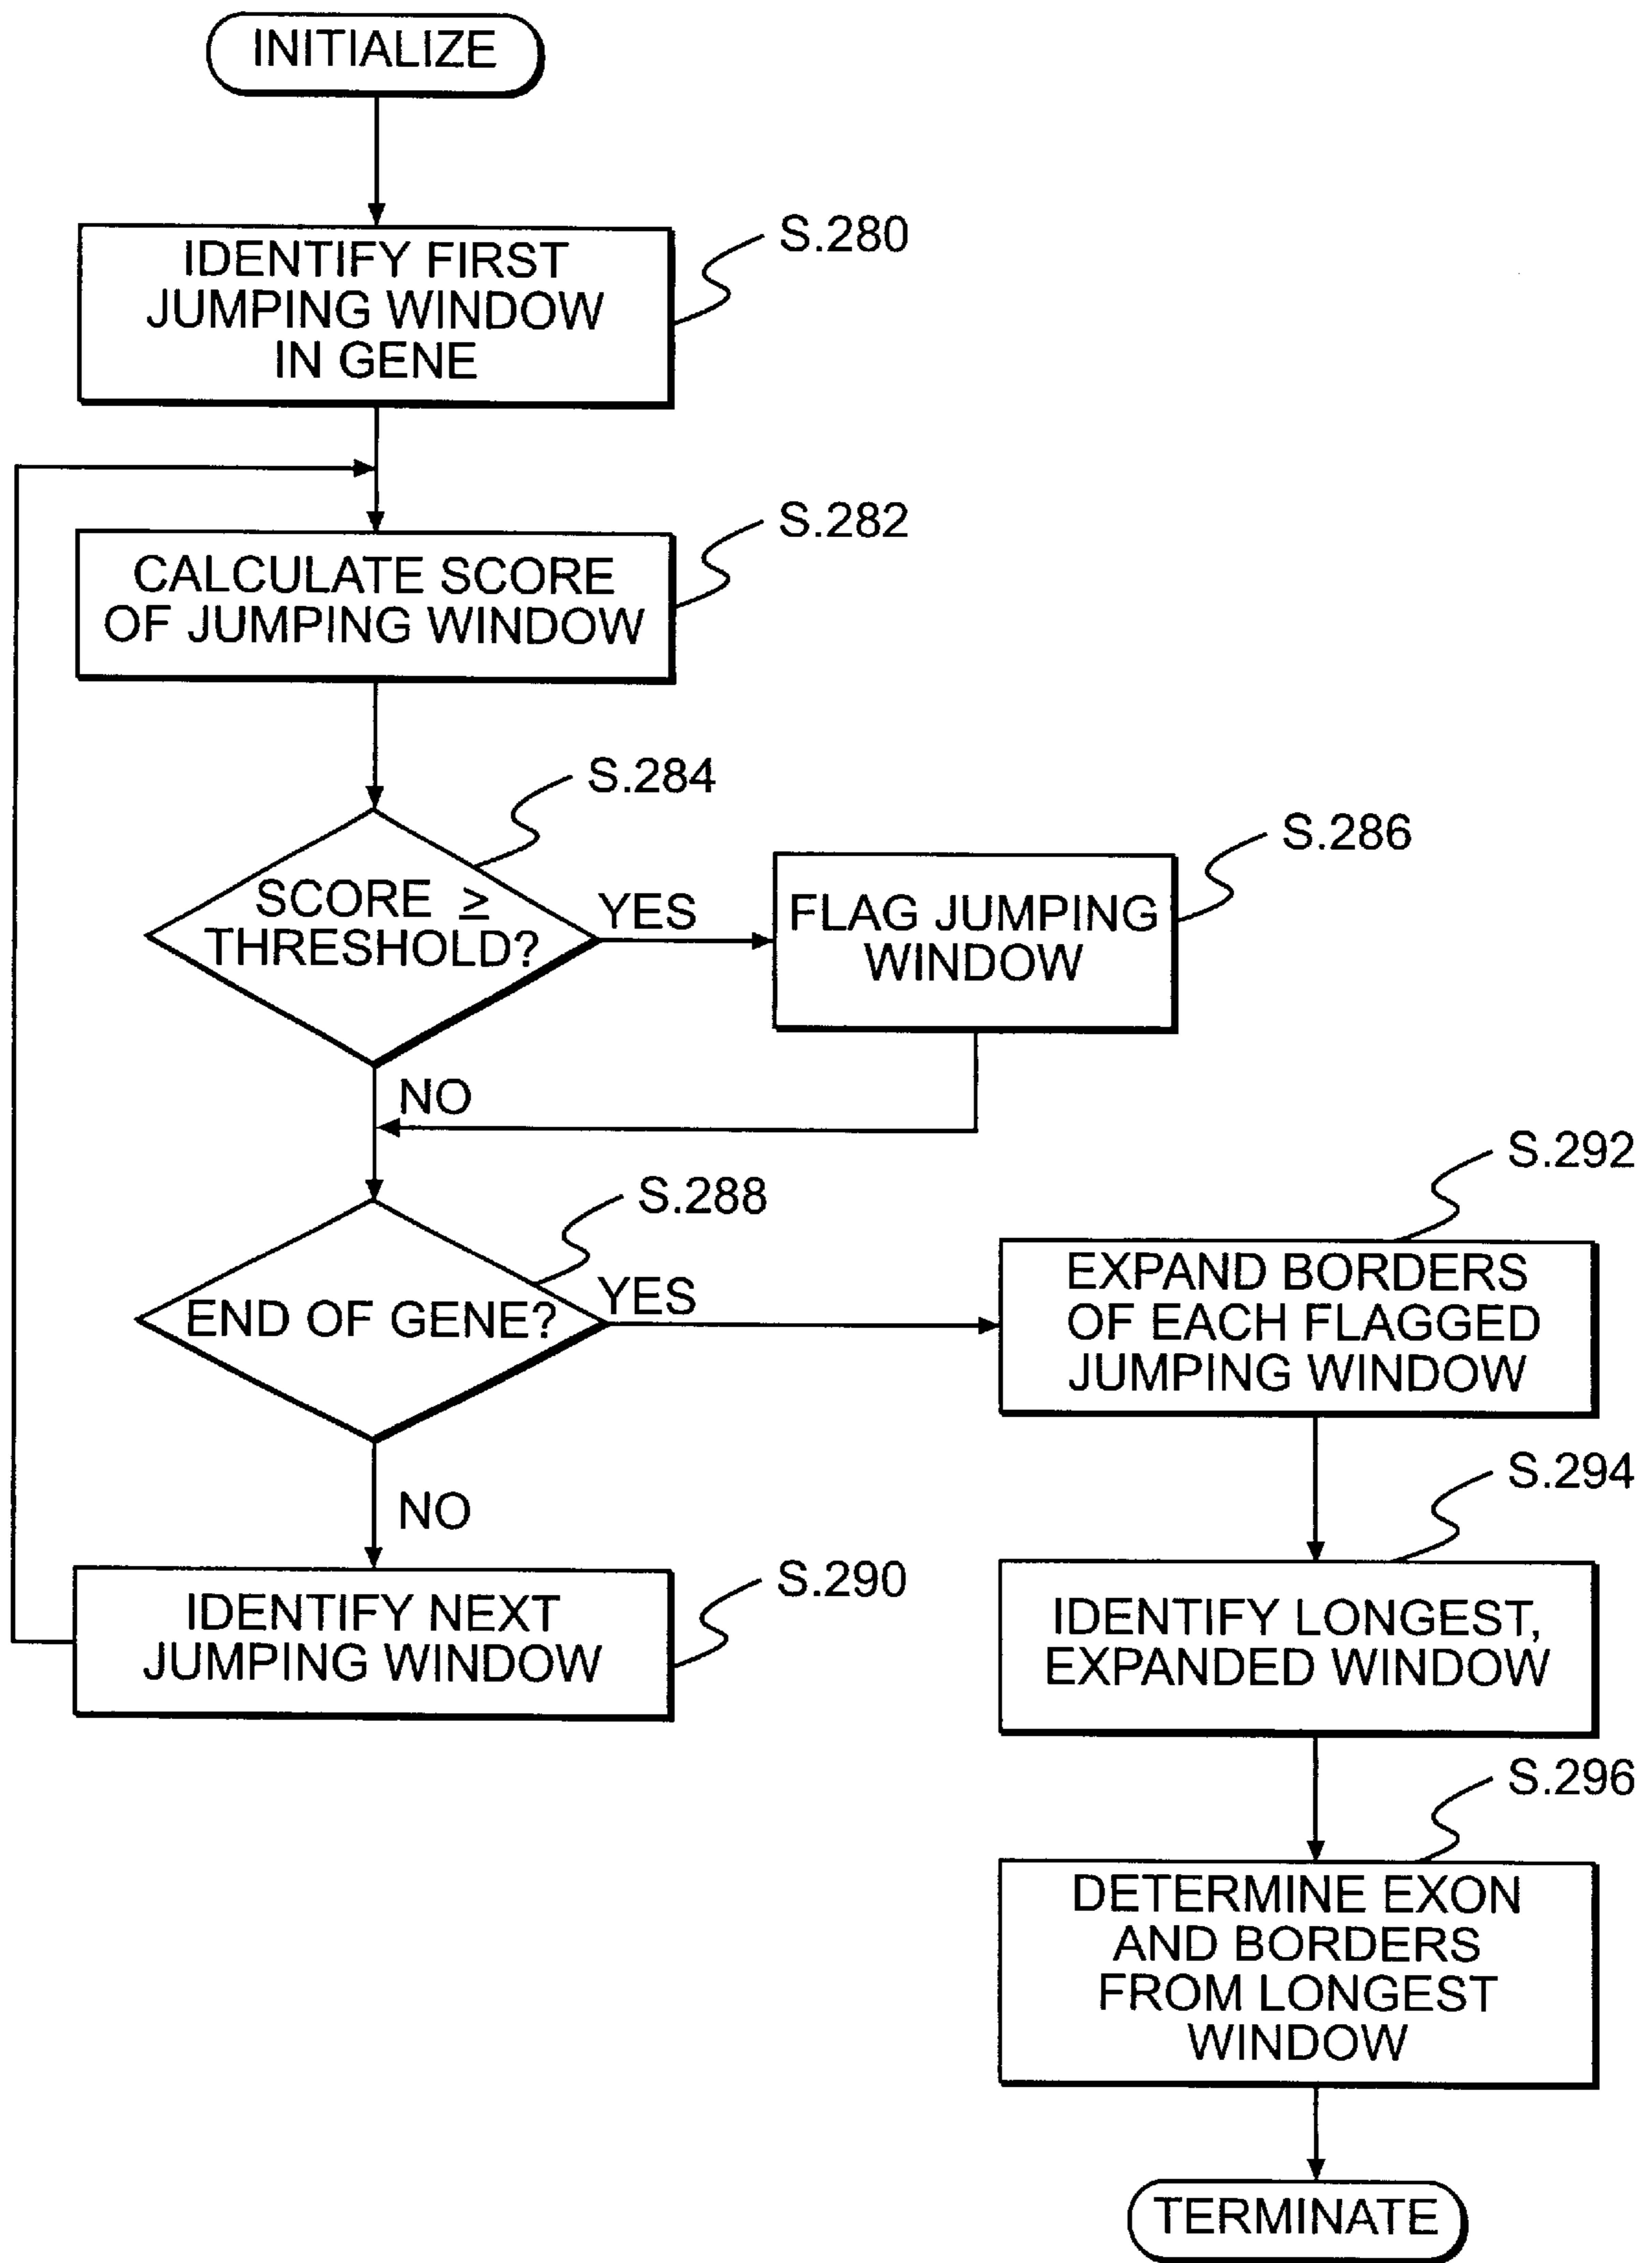 INITIALIZE
IDENTIFY FIRST
JUMPING WINDOW
IN GENE
S.280
CALCULATE SCORE
OF JUMPING WINDOW
S.282
S.284
SCORE ≥
THRESHOLD?
YES
NO
FLAG JUMPING
WINDOW
S.286
S.288
END OF GENE?
YES
NO
IDENTIFY NEXT
JUMPING WINDOW
S.290
S.292
EXPAND BORDERS
OF EACH FLAGGED
JUMPING WINDOW
S.294
IDENTIFY LONGEST,
EXPANDED WINDOW
S.296
DETERMINE EXON
AND BORDERS
FROM LONGEST
WINDOW
TERMINATE